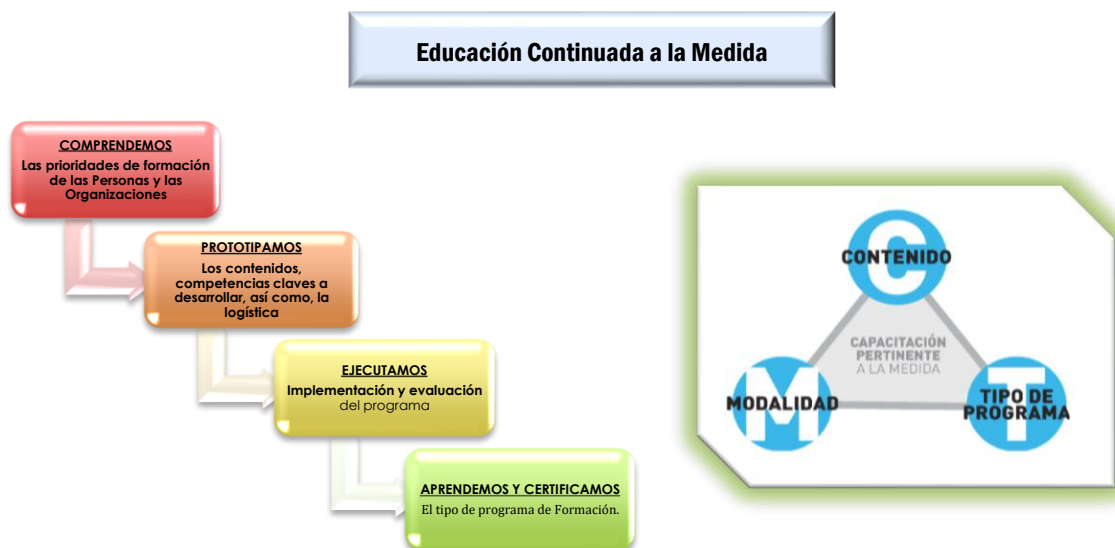 Educación Continuada a la Medida
COMPRENDEMOS
Las prioridades de formación
de las Personas y las
Organizaciones
PROTOTIPAMOS
Los contenidos,
competencias claves a
desarrollar, así como, la
logística
EJECUTAMOS
Implementación y evaluación
del programa
APRENDEMOS Y CERTIFICAMOS
El tipo de programa de Formación.
C
CONTENIDO
CAPACITACIÓN
PERTINENTE
A LA MEDIDA
M
MODALIDAD
T
TIPO DE
PROGRAMA